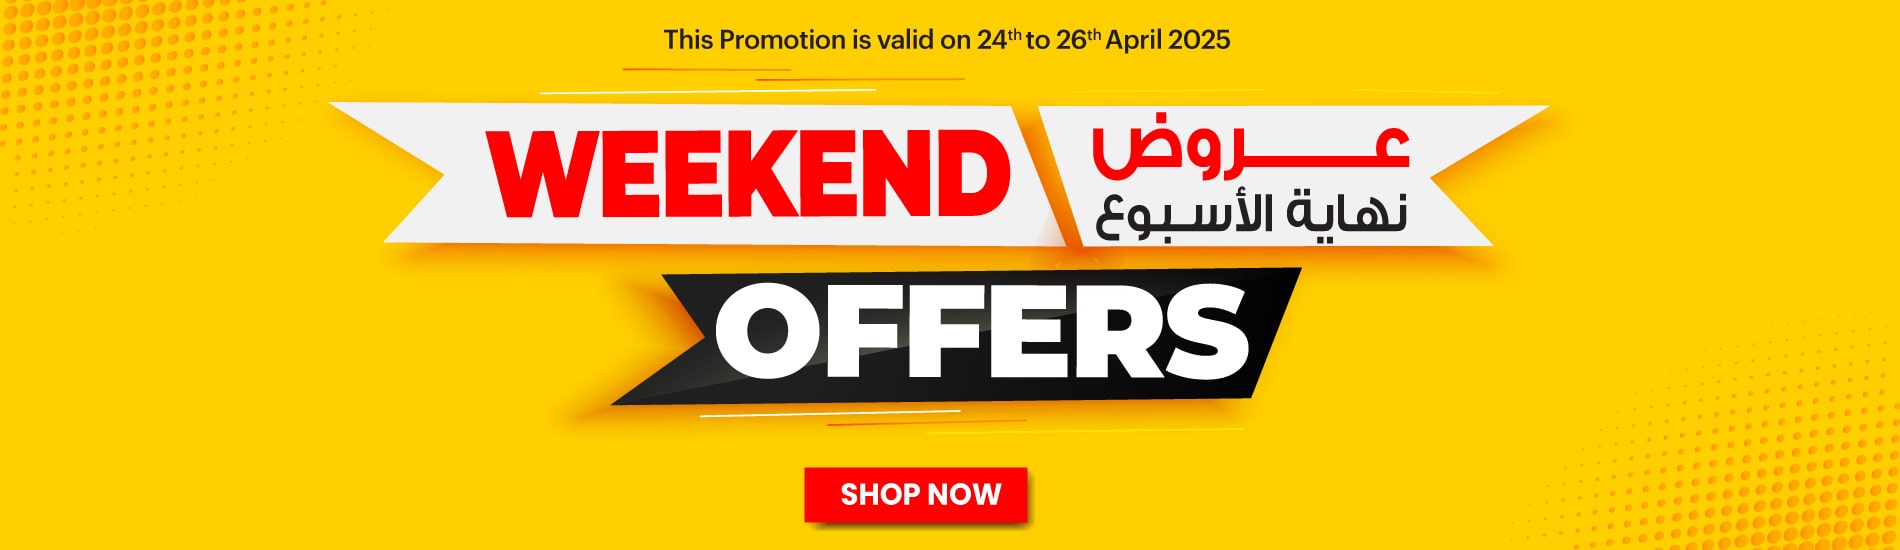 This Promotion is valid on 24th to 26th April 2025
WEEKEND
عروض
نهاية الأسبوع
OFFERS
SHOP NOW